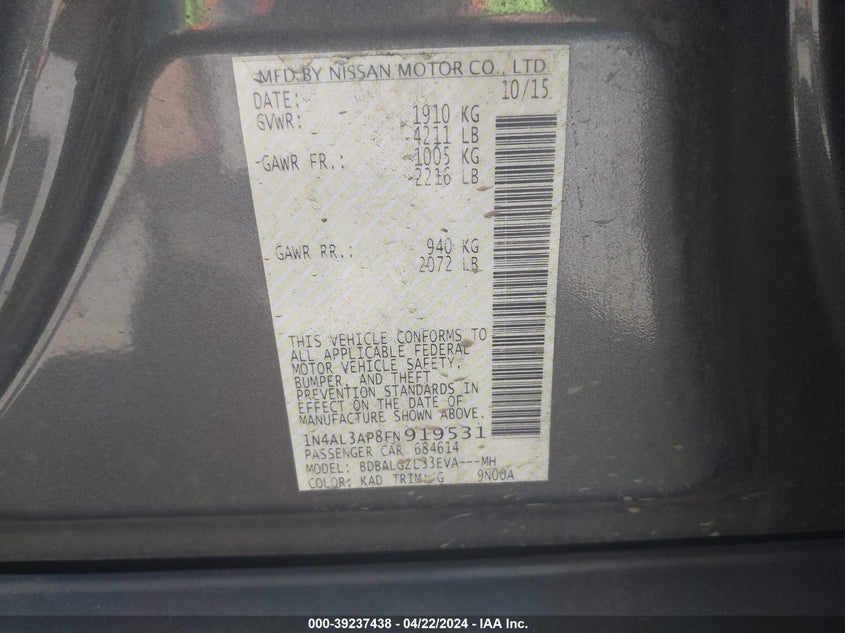 MFD BY NISSAN MOTOR CO., LTD.
DATE: 10/15
GVWR: 1910 KG
4211 LB
GAWR FR.: 1005 KG
2216 LB
GAWR RR.: 940 KG
2072 LB
THIS VEHICLE CONFORMS TO
ALL APPLICABLE FEDERAL
MOTOR VEHICLE SAFETY,
BUMPER, AND THEFT
PREVENTION STANDARDS IN
EFFECT ON THE DATE OF
MANUFACTURE SHOWN ABOVE.
1N4AL3AP8FN919531
PASSENGER CAR 684614
MODEL: BDBALGZL33EVA---MH
COLOR: KAD TRIM: G 9N00A
000-39237438 - 04/22/2024 - IAA Inc.